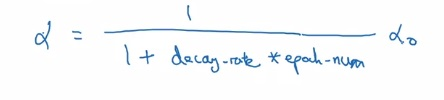 α = 1 / (1 + decay-rate * epoch-num) α₀